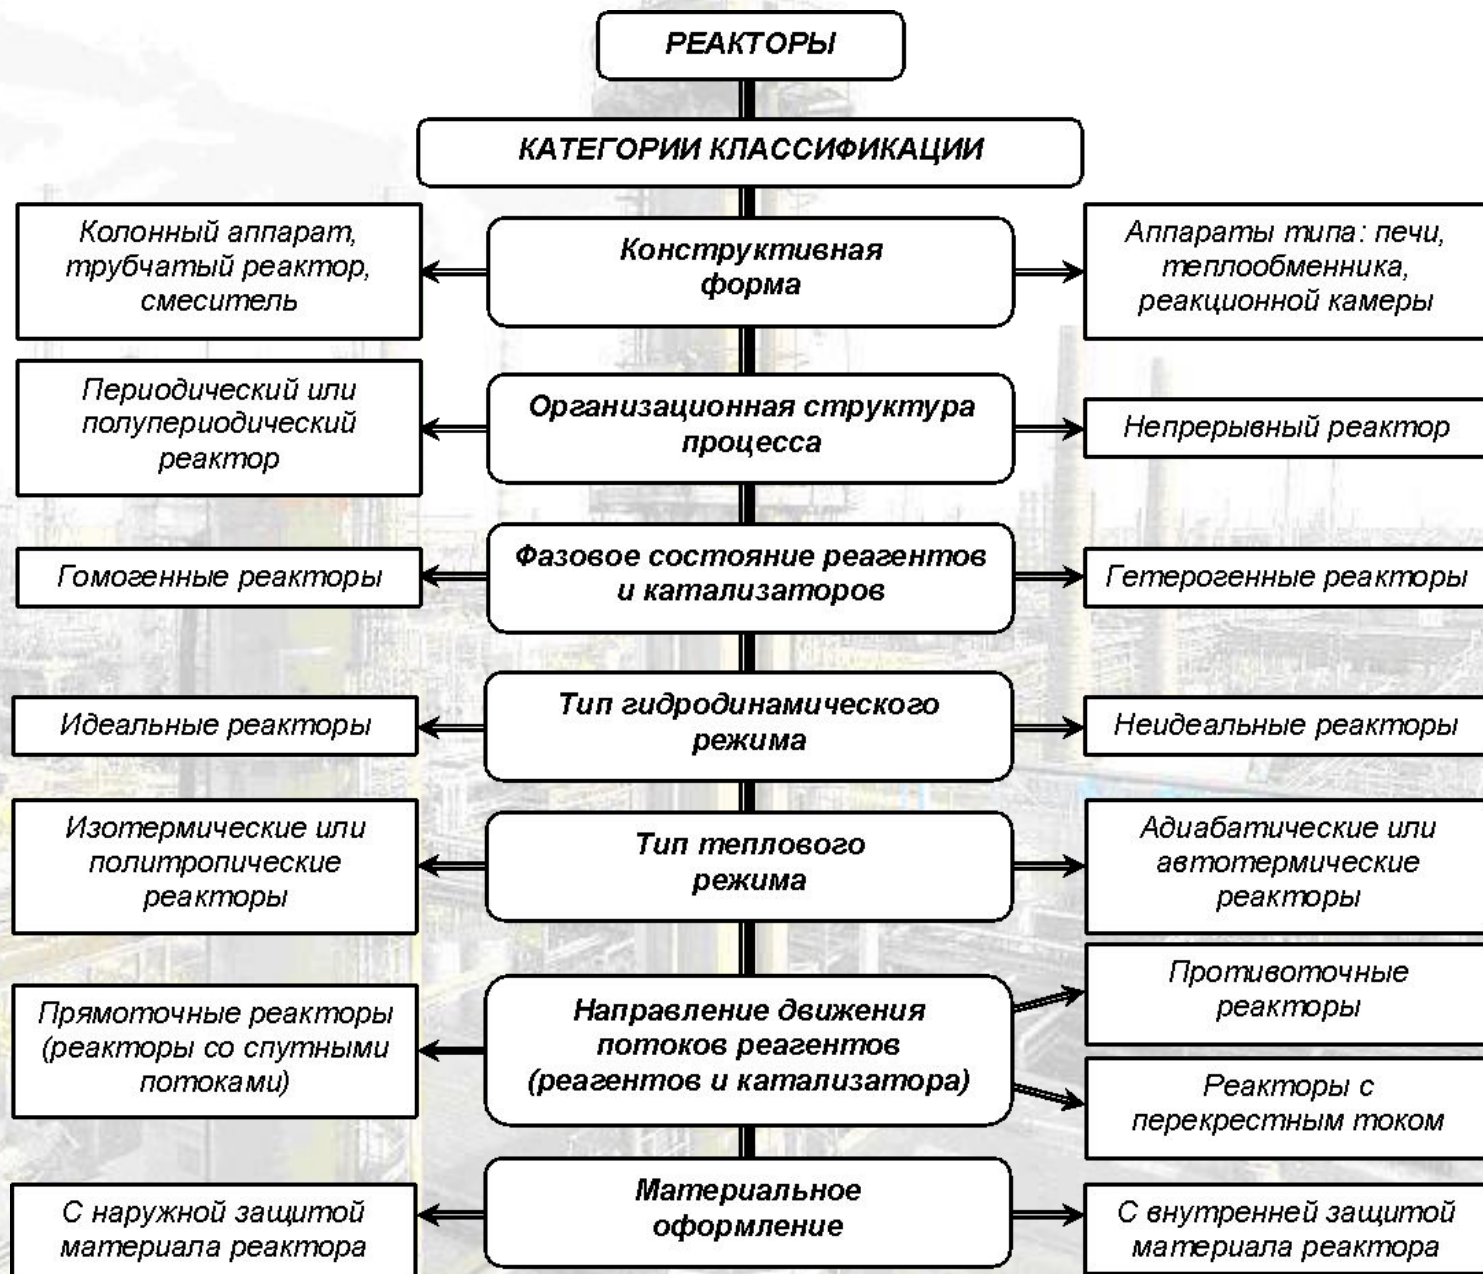 РЕАКТОРЫ
КАТЕГОРИИ КЛАССИФИКАЦИИ
Колонный аппарат,
трубчатый реактор,
смеситель
Конструктивная
форма
Аппараты типа: печи,
теплообменника,
реакционной камеры
Периодический или
полупериодический
реактор
Организационная структура
процесса
Непрерывный реактор
Гомогенные реакторы
Фазовое состояние реагентов
и катализаторов
Гетерогенные реакторы
Идеальные реакторы
Тип гидродинамического
режима
Неидеальные реакторы
Изотермические или
политропические
реакторы
Тип теплового
режима
Адиабатические или
автотермические
реакторы
Прямоточные реакторы
(реакторы со спутными
потоками)
Направление движения
потоков реагентов
(реагентов и катализатора)
Противоточные
реакторы
Реакторы с
перекрестным током
С наружной защитой
материала реактора
Материальное
оформление
С внутренней защитой
материала реактора